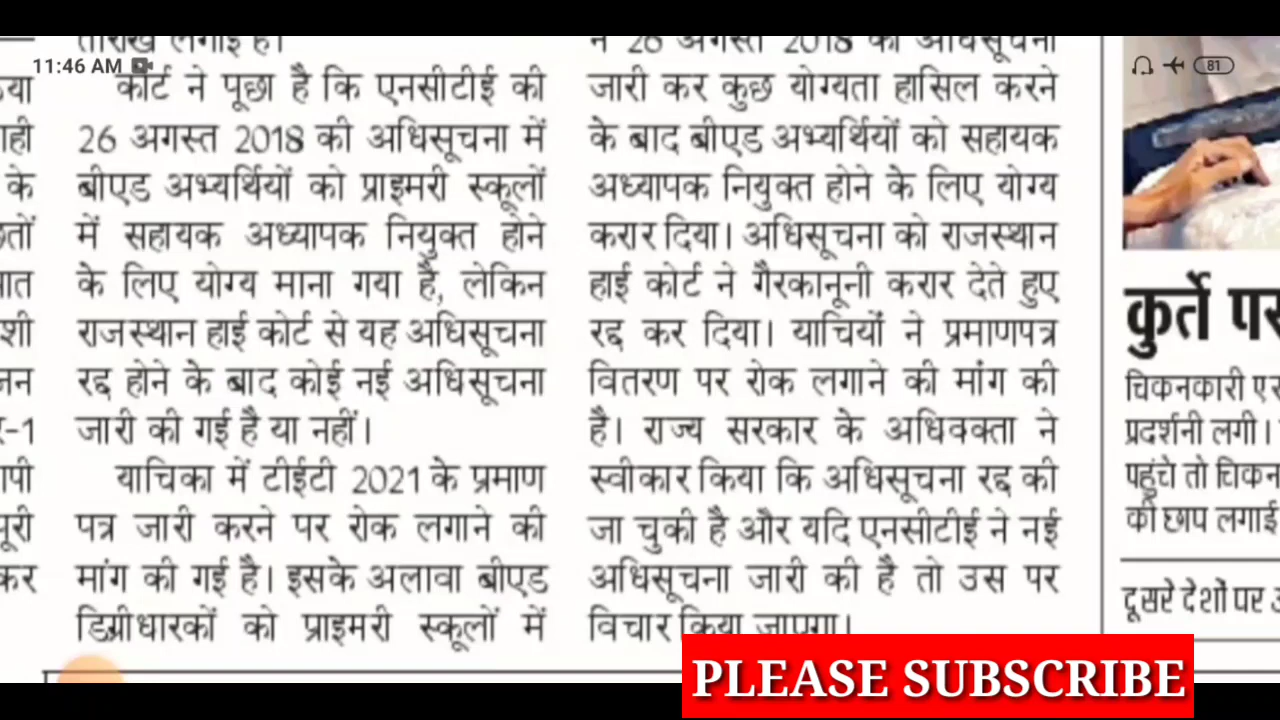 तारीख लगाई है।
11:46 AM
कोर्ट ने पूछा है कि एनसीटीई की
26 अगस्त 2018 की अधिसूचना में
बीएड अभ्यर्थियों को प्राइमरी स्कूलों
में सहायक अध्यापक नियुक्त होने
के लिए योग्य माना गया है, लेकिन
राजस्थान हाई कोर्ट से यह अधिसूचना
रद्द होने के बाद कोई नई अधिसूचना
जारी की गई है या नहीं।
याचिका में टीईटी 2021 के प्रमाण
पत्र जारी करने पर रोक लगाने की
मांग की गई है। इसके अलावा बीएड
डिग्रीधारकों को प्राइमरी स्कूलों में
ने 26 अगस्त 2018 को अधिसूचना
जारी कर कुछ योग्यता हासिल करने
के बाद बीएड अभ्यर्थियों को सहायक
अध्यापक नियुक्त होने के लिए योग्य
करार दिया। अधिसूचना को राजस्थान
हाई कोर्ट ने गैरकानूनी करार देते हुए
रद्द कर दिया। याचियों ने प्रमाणपत्र
वितरण पर रोक लगाने की मांग की
है। राज्य सरकार के अधिवक्ता ने
स्वीकार किया कि अधिसूचना रद्द की
जा चुकी है और यदि एनसीटीई ने नई
अधिसूचना जारी की है तो उस पर
विचार किया जाएगा।
81
कुर्ते पर
चिकनकारी ए
प्रदर्शनी लगी।
पहुंचे तो चिकन
की छाप लगाई
दूसरे देशों पर
PLEASE SUBSCRIBE